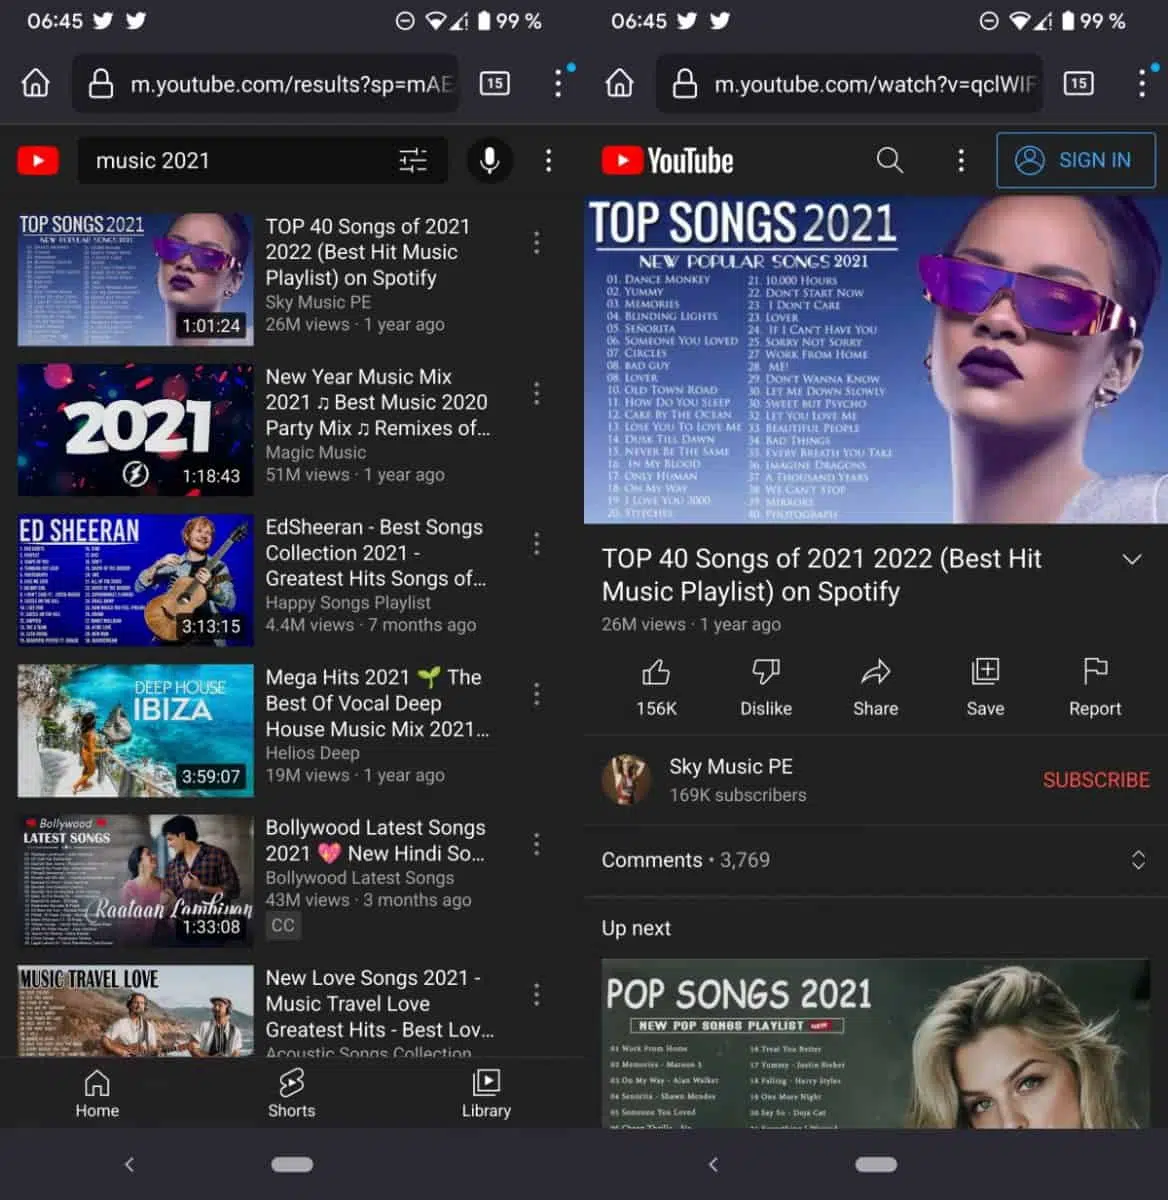 06:45
99 %
m.youtube.com/results?sp=mAE
15
music 2021
TOP SONGS 2021
NEW POPULAR SONGS 2021
1:01:24
TOP 40 Songs of 2021
2022 (Best Hit Music
Playlist) on Spotify
Sky Music PE
26M views · 1 year ago
2021
1:18:43
New Year Music Mix
2021 ♫ Best Music 2020
Party Mix ♫ Remixes of...
Magic Music
51M views · 1 year ago
ED SHEERAN
3:13:15
EdSheeran - Best Songs
Collection 2021 -
Greatest Hits Songs of...
Happy Songs Playlist
4.4M views · 7 months ago
DEEP HOUSE
IBIZA
3:59:07
Mega Hits 2021 🌱 The
Best Of Vocal Deep
House Music Mix 2021...
Helios Deep
19M views · 1 year ago
Bollywood
LATEST SONGS
Raataan Lambiyan
1:33:08
Bollywood Latest Songs
2021 💖 New Hindi So...
Bollywood Latest Songs
43M views · 3 months ago
CC
MUSIC TRAVEL LOVE
New Love Songs 2021 -
Music Travel Love
Greatest Hits - Best Lov...
Acoustic Songs Collection
Home
Shorts
Library
06:45
99 %
m.youtube.com/watch?v=qclWIF
15
YouTube
SIGN IN
TOP SONGS 2021
NEW POPULAR SONGS 2021
01. DANCE MONKEY
02. YUMMY
03. MEMORIES
04. BLINDING LIGHTS
05. SEÑORITA
06. SOMEONE YOU LOVED
07. CIRCLES
08. BAD GUY
08. LOVER
10. OLD TOWN ROAD
11. HOW DO YOU SLEEP
12. CAKE BY THE OCEAN
13. LOSE YOU TO LOVE ME
14. DUSK TILL DAWN
15. NEVER BE THE SAME
16. IN MY BLOOD
17. ONLY HUMAN
18. ON MY WAY
19. I LOVE YOU 3000
20. STITCHES
21. 10.000 HOURS
22. DON'T START NOW
23 I DON'T CARE
23. LOVER
24. IF I CAN'T HAVE YOU
25. SORRY NOT SORRY
27. WORK FROM HOME
28. ME!
29. DON'T WANNA KNOW
30. LET ME DOWN SLOWLY
30. SWEET BUT PSYCHO
32. LET YOU LOVE ME
33. BEAUTIFUL PEOPLE
34. BAD THINGS
35. EVERY BREATH YOU TAKE
36. IMAGINE DRAGONS
37. A THOUSAND YEARS
38. WE CAN'T STOP
39. MIRRORS
40. PHOTOGRAPH
TOP 40 Songs of 2021 2022 (Best Hit
Music Playlist) on Spotify
26M views · 1 year ago
156K
Dislike
Share
Save
Report
Sky Music PE
169K subscribers
SUBSCRIBE
Comments • 3,769
Up next
POP SONGS 2021
NEW POP SONGS PLAYLIST NEW
01 Work From Home
02 Memories - Maroon 5
03 On My Way - Alan Walker
04 Senorita - Shawn Mendes
05 Someone You Loved
16 Treat You Better
17 Yummy - Justin Bieber
18 Falling - Harry Styles
19 One More Night
20 Say So - Doja Cat